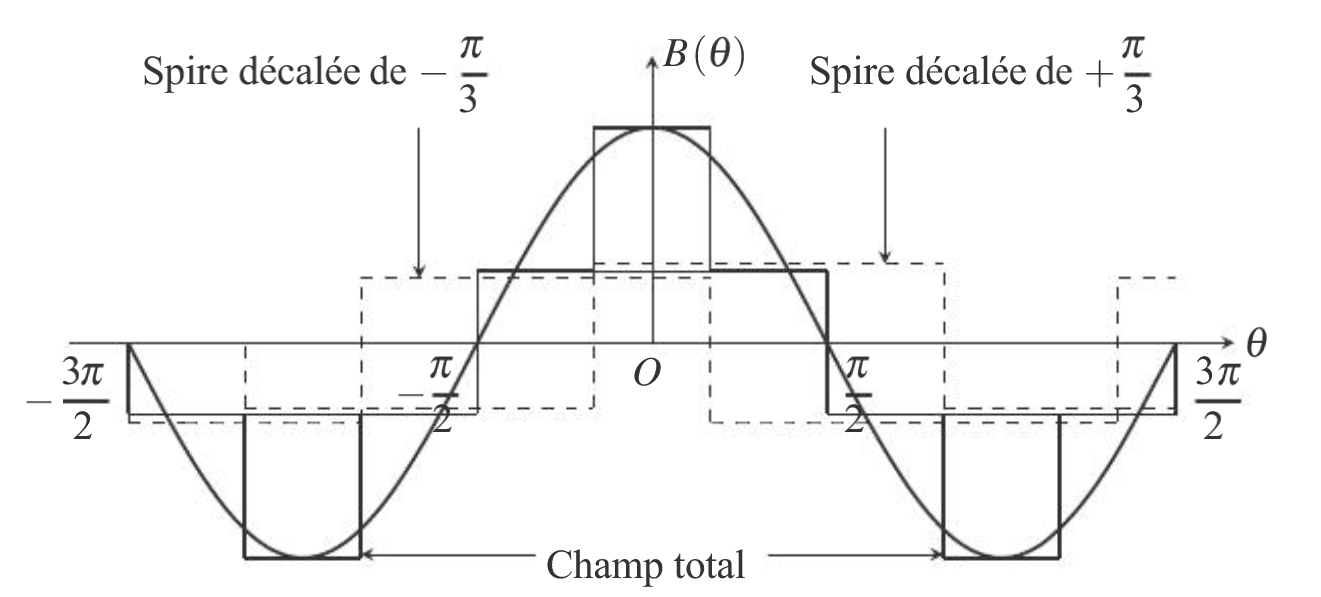 Spire décalée de − π/3
B(θ)
Spire décalée de + π/3
θ
− 3π/2
− π/2
O
π/2
3π/2
Champ total